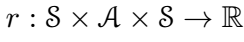 r : 𝒮 × 𝒜 × 𝒮 → ℝ